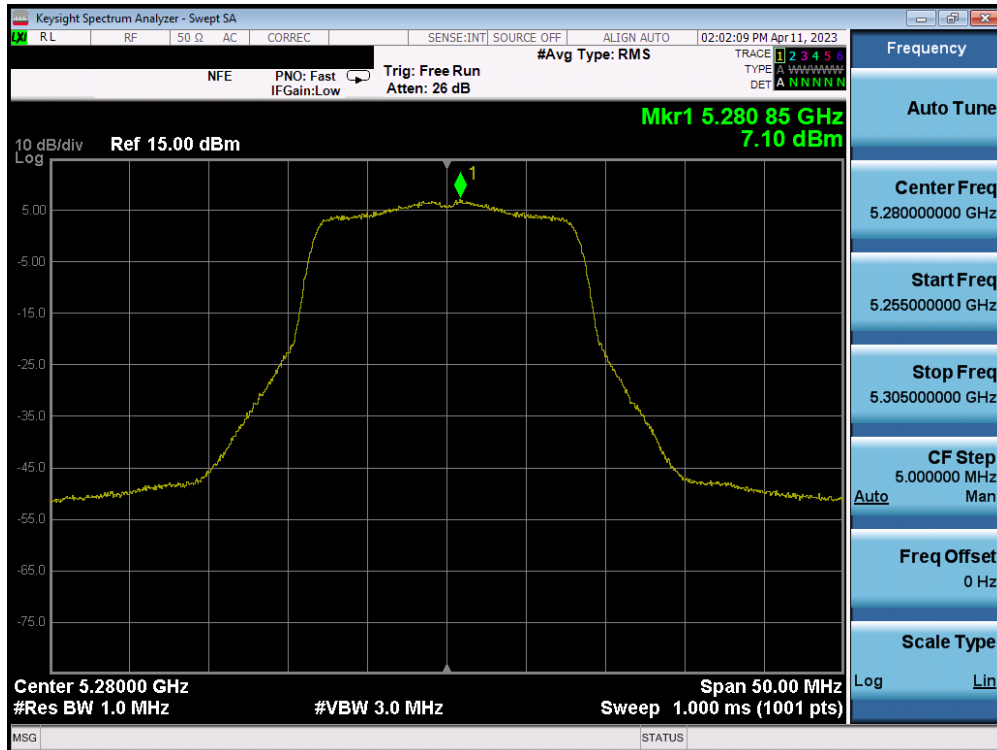 Keysight Spectrum Analyzer - Swept SA
LXI RL RF 50 Ω AC CORREC SENSE:INT SOURCE OFF ALIGN AUTO 02:02:09 PM Apr 11, 2023
#Avg Type: RMS
TRACE 1 2 3 4 5 6
TYPE A WWWWW
DET A N N N N N
NFE
PNO: Fast
IFGain:Low
Trig: Free Run
Atten: 26 dB
Mkr1 5.280 85 GHz
7.10 dBm
10 dB/div
Log
Ref 15.00 dBm
1
5.00
-5.00
-15.0
-25.0
-35.0
-45.0
-55.0
-65.0
-75.0
Center 5.28000 GHz
Span 50.00 MHz
#Res BW 1.0 MHz
#VBW 3.0 MHz
Sweep 1.000 ms (1001 pts)
MSG
STATUS
Frequency
Auto Tune
Center Freq
5.280000000 GHz
Start Freq
5.255000000 GHz
Stop Freq
5.305000000 GHz
CF Step
5.000000 MHz
Auto Man
Freq Offset
0 Hz
Scale Type
Log Lin